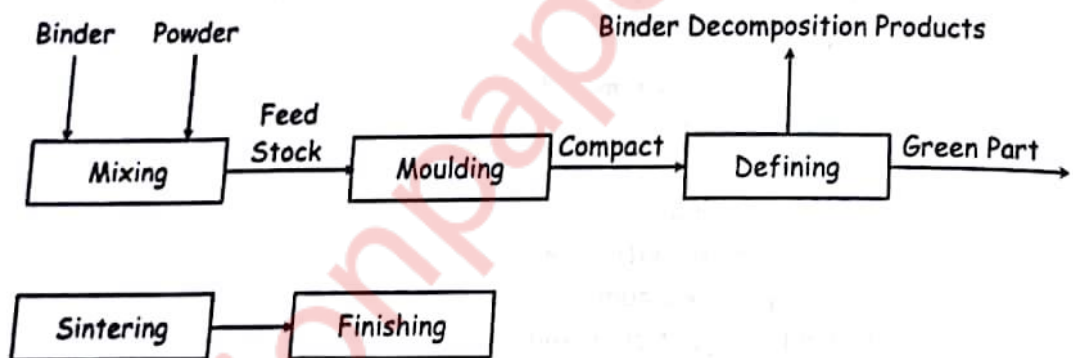 Binder Powder
Binder Decomposition Products
Feed
Stock
Mixing
Moulding
Compact
Defining
Green Part
Sintering
Finishing